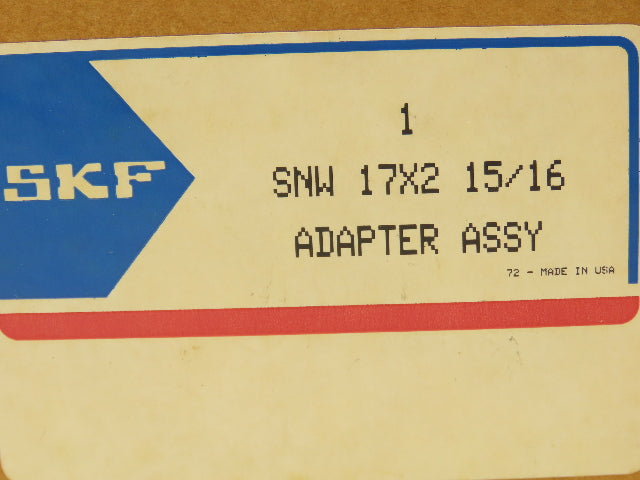 1
SKF
SNW 17X2 15/16
ADAPTER ASSY
72 - MADE IN USA